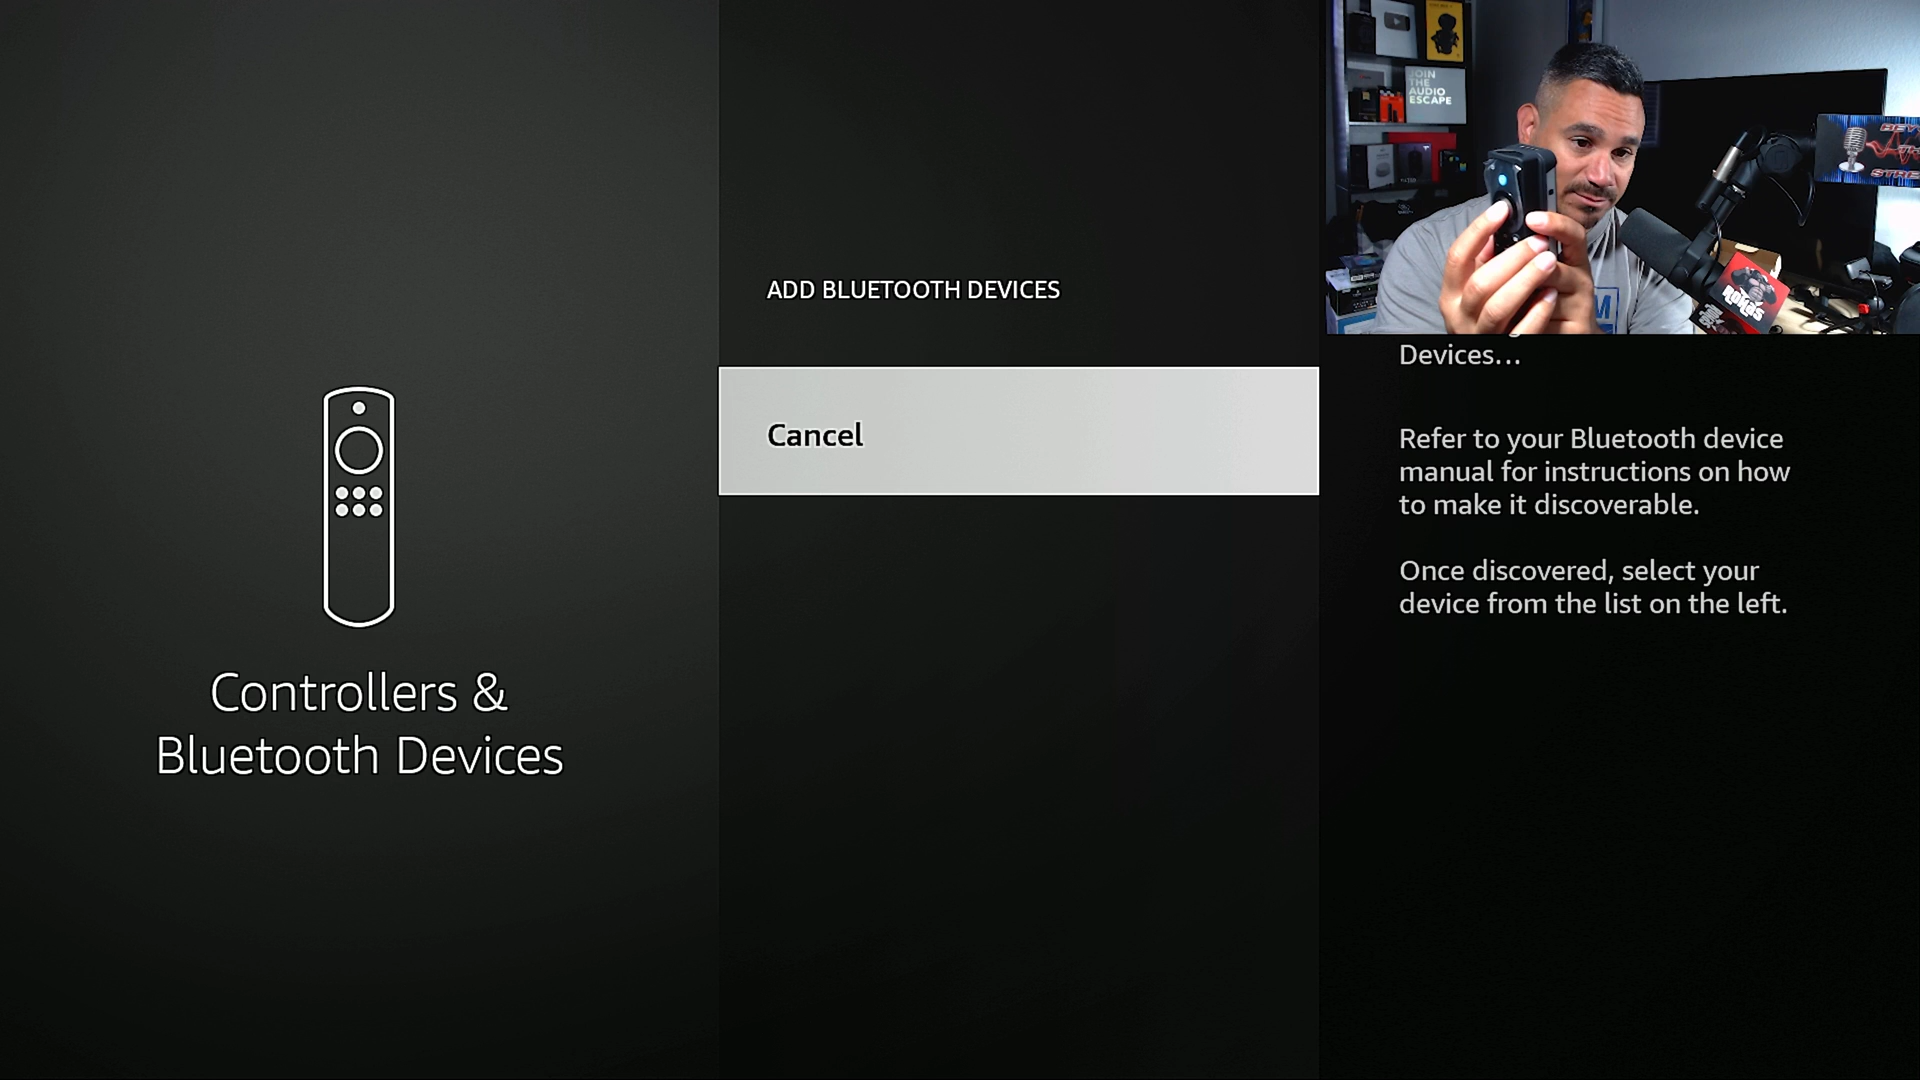 ADD BLUETOOTH DEVICES
Cancel
Controllers &
Bluetooth Devices
Devices...
Refer to your Bluetooth device
manual for instructions on how
to make it discoverable.
Once discovered, select your
device from the list on the left.
JOIN
THE
AUDIO
ESCAPE